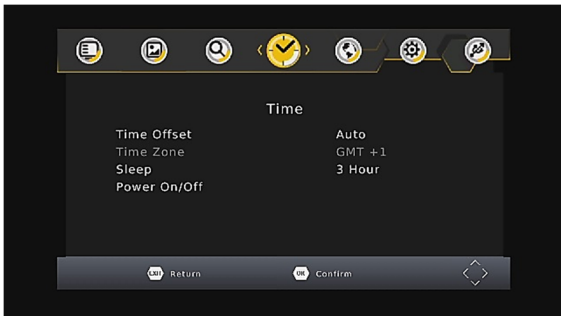 Time
Time Offset Auto
Time Zone GMT +1
Sleep 3 Hour
Power On/Off
EXIT Return OK Confirm